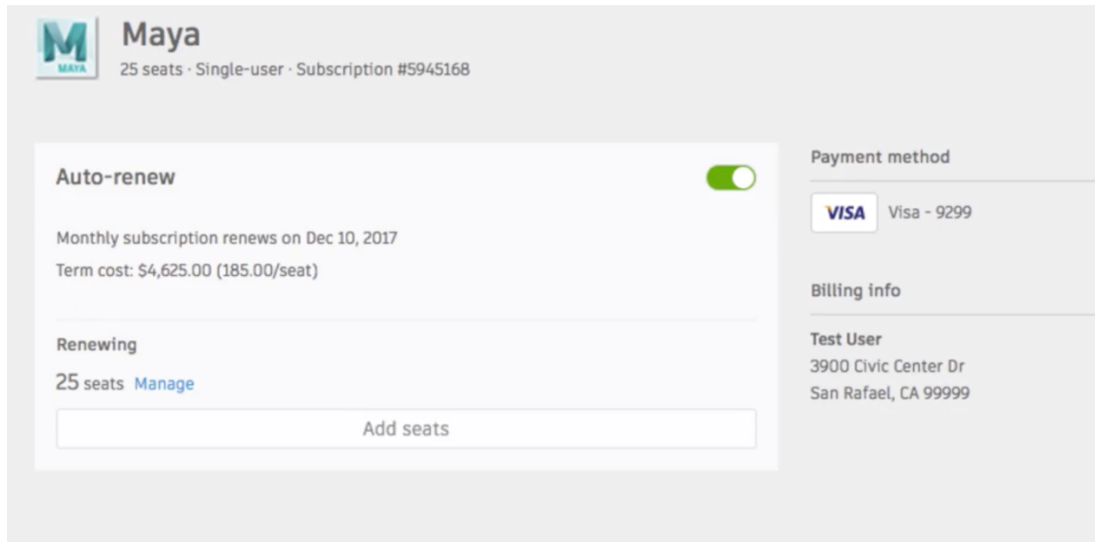 Maya
MAYA
25 seats · Single-user · Subscription #5945168
Auto-renew
Monthly subscription renews on Dec 10, 2017
Term cost: $4,625.00 (185.00/seat)
Renewing
25 seats Manage
Add seats
Payment method
VISA Visa - 9299
Billing info
Test User
3900 Civic Center Dr
San Rafael, CA 99999